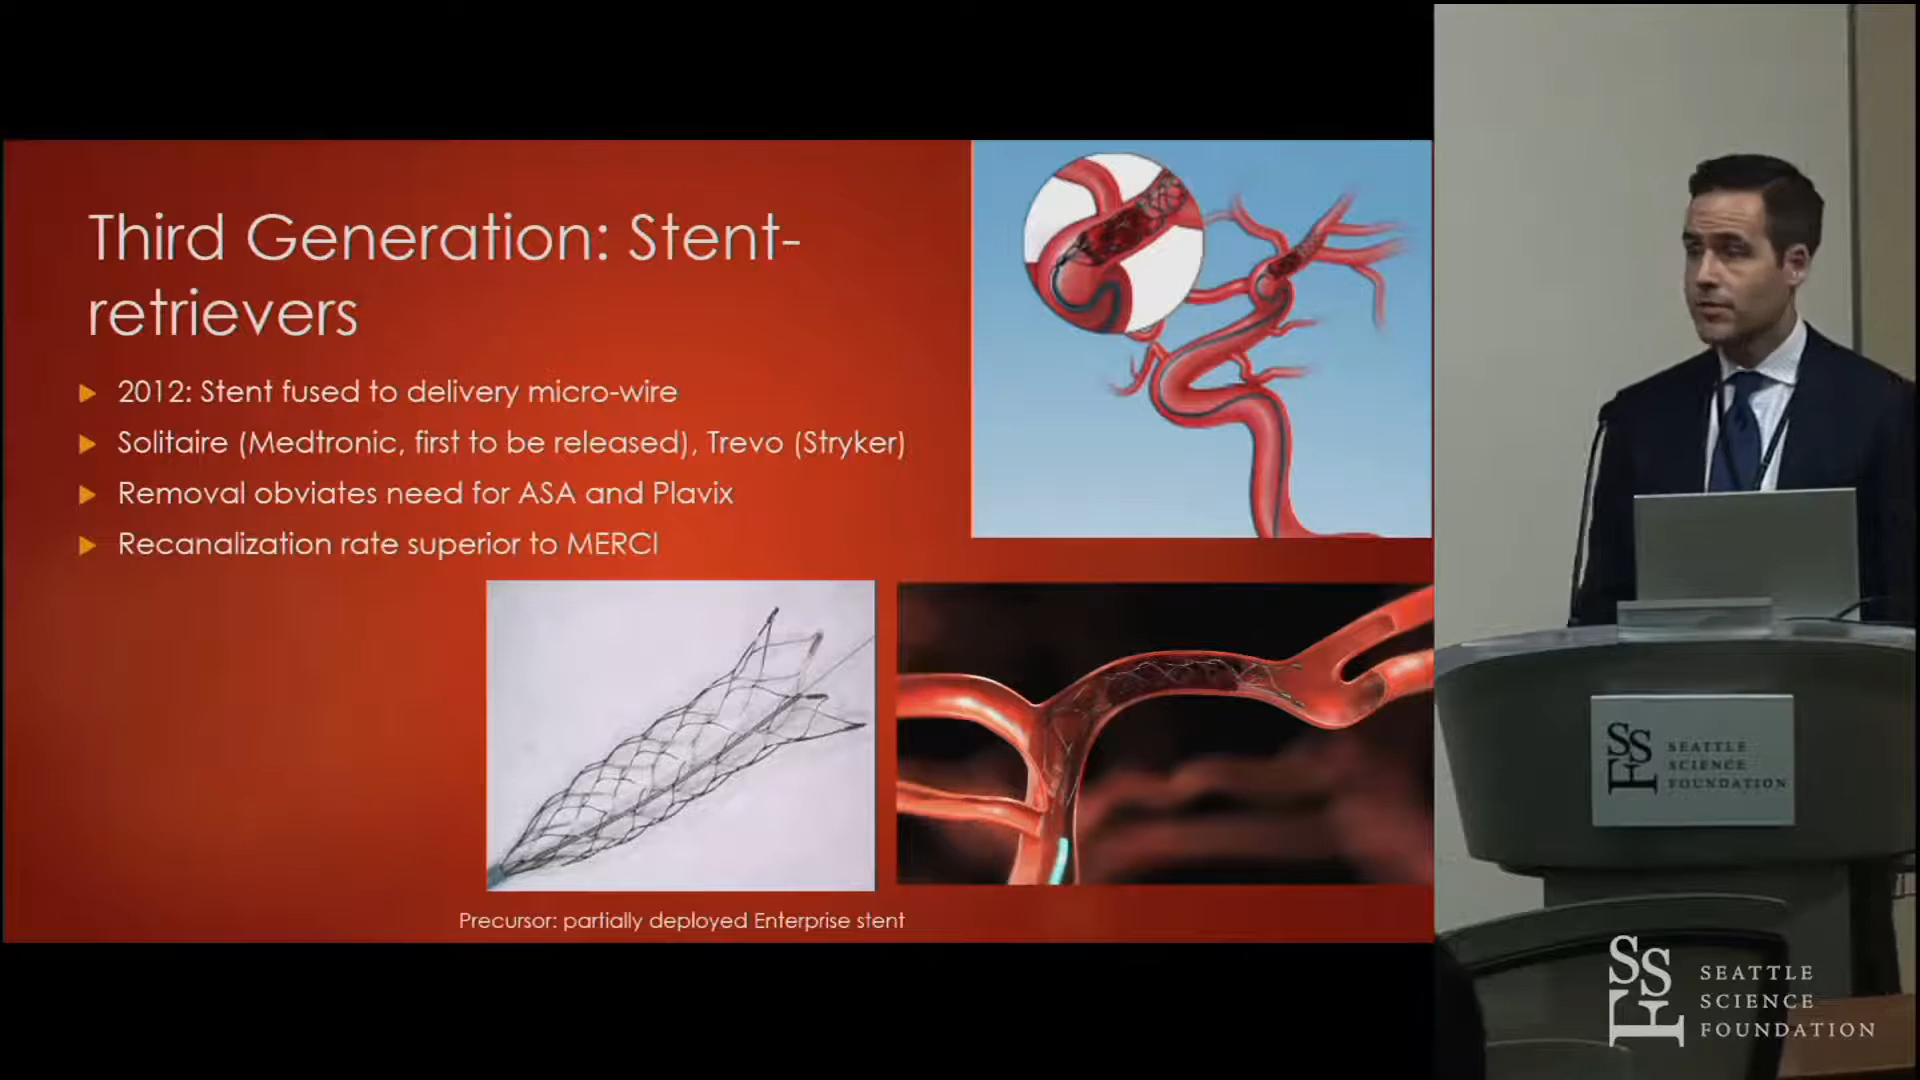 Third Generation: Stent-
retrievers
2012: Stent fused to delivery micro-wire
Solitaire (Medtronic, first to be released), Trevo (Stryker)
Removal obviates need for ASA and Plavix
Recanalization rate superior to MERCI
Precursor: partially deployed Enterprise stent
SSF
SEATTLE
SCIENCE
FOUNDATION
SSF
SEATTLE
SCIENCE
FOUNDATION